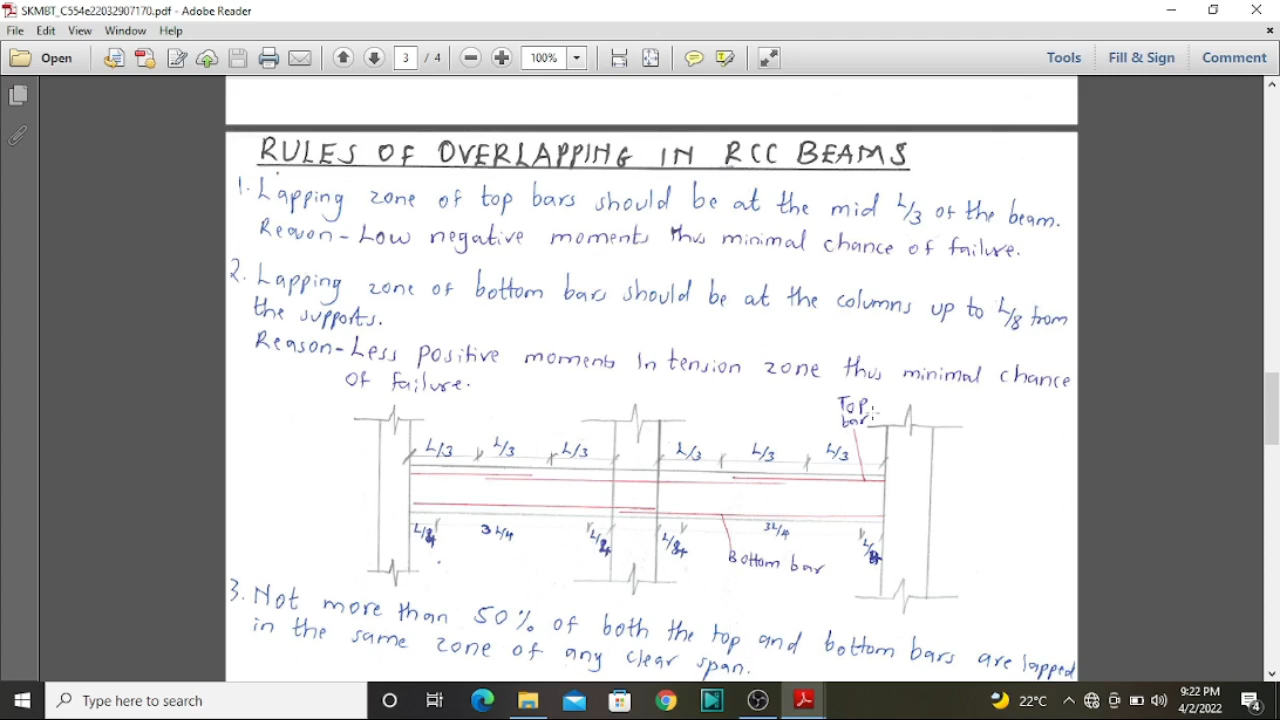 SKMBT_C554e22032907170.pdf - Adobe Reader
File Edit View Window Help
Open 3 / 4 100% Tools Fill & Sign Comment
RULES OF OVERLAPPING IN RCC BEAMS
1. Lapping zone of top bars should be at the mid L/3 of the beam.
Reason - Low negative moments thus minimal chance of failure.
2. Lapping zone of bottom bars should be at the columns up to L/8 from
the supports.
Reason - Less positive moments in tension zone thus minimal chance
of failure.
Top
bar
L/3 L/3 L/3 L/3 L/3 L/3
L/8 3L/4 L/8 L/8 3L/4 L/8
Bottom bar
3. Not more than 50% of both the top and bottom bars are lapped
in the same zone of any clear span.
Type here to search
22°C
9:22 PM
4/2/2022